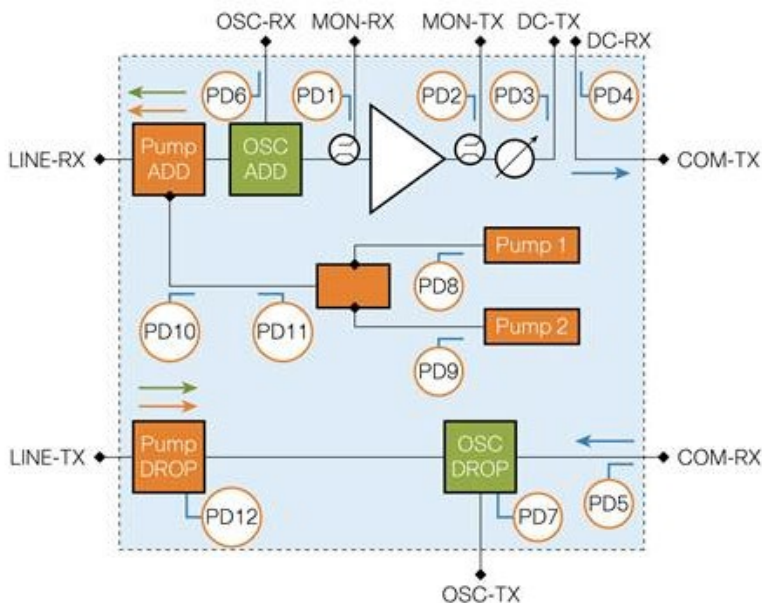 OSC-RX
MON-RX
MON-TX
DC-TX
DC-RX
PD6
PD1
PD2
PD3
PD4
LINE-RX
Pump
ADD
OSC
ADD
COM-TX
Pump 1
PD8
PD10
PD11
Pump 2
PD9
LINE-TX
Pump
DROP
OSC
DROP
COM-RX
PD12
PD7
PD5
OSC-TX